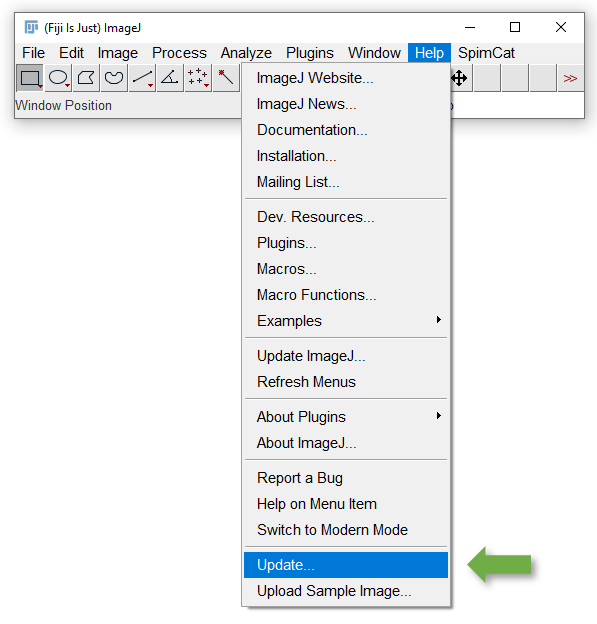 (Fiji Is Just) ImageJ
File Edit Image Process Analyze Plugins Window Help SpimCat
>>
Window Position
ImageJ Website...
ImageJ News...
Documentation...
Installation...
Mailing List...
Dev. Resources...
Plugins...
Macros...
Macro Functions...
Examples
Update ImageJ...
Refresh Menus
About Plugins
About ImageJ...
Report a Bug
Help on Menu Item
Switch to Modern Mode
Update...
Upload Sample Image...